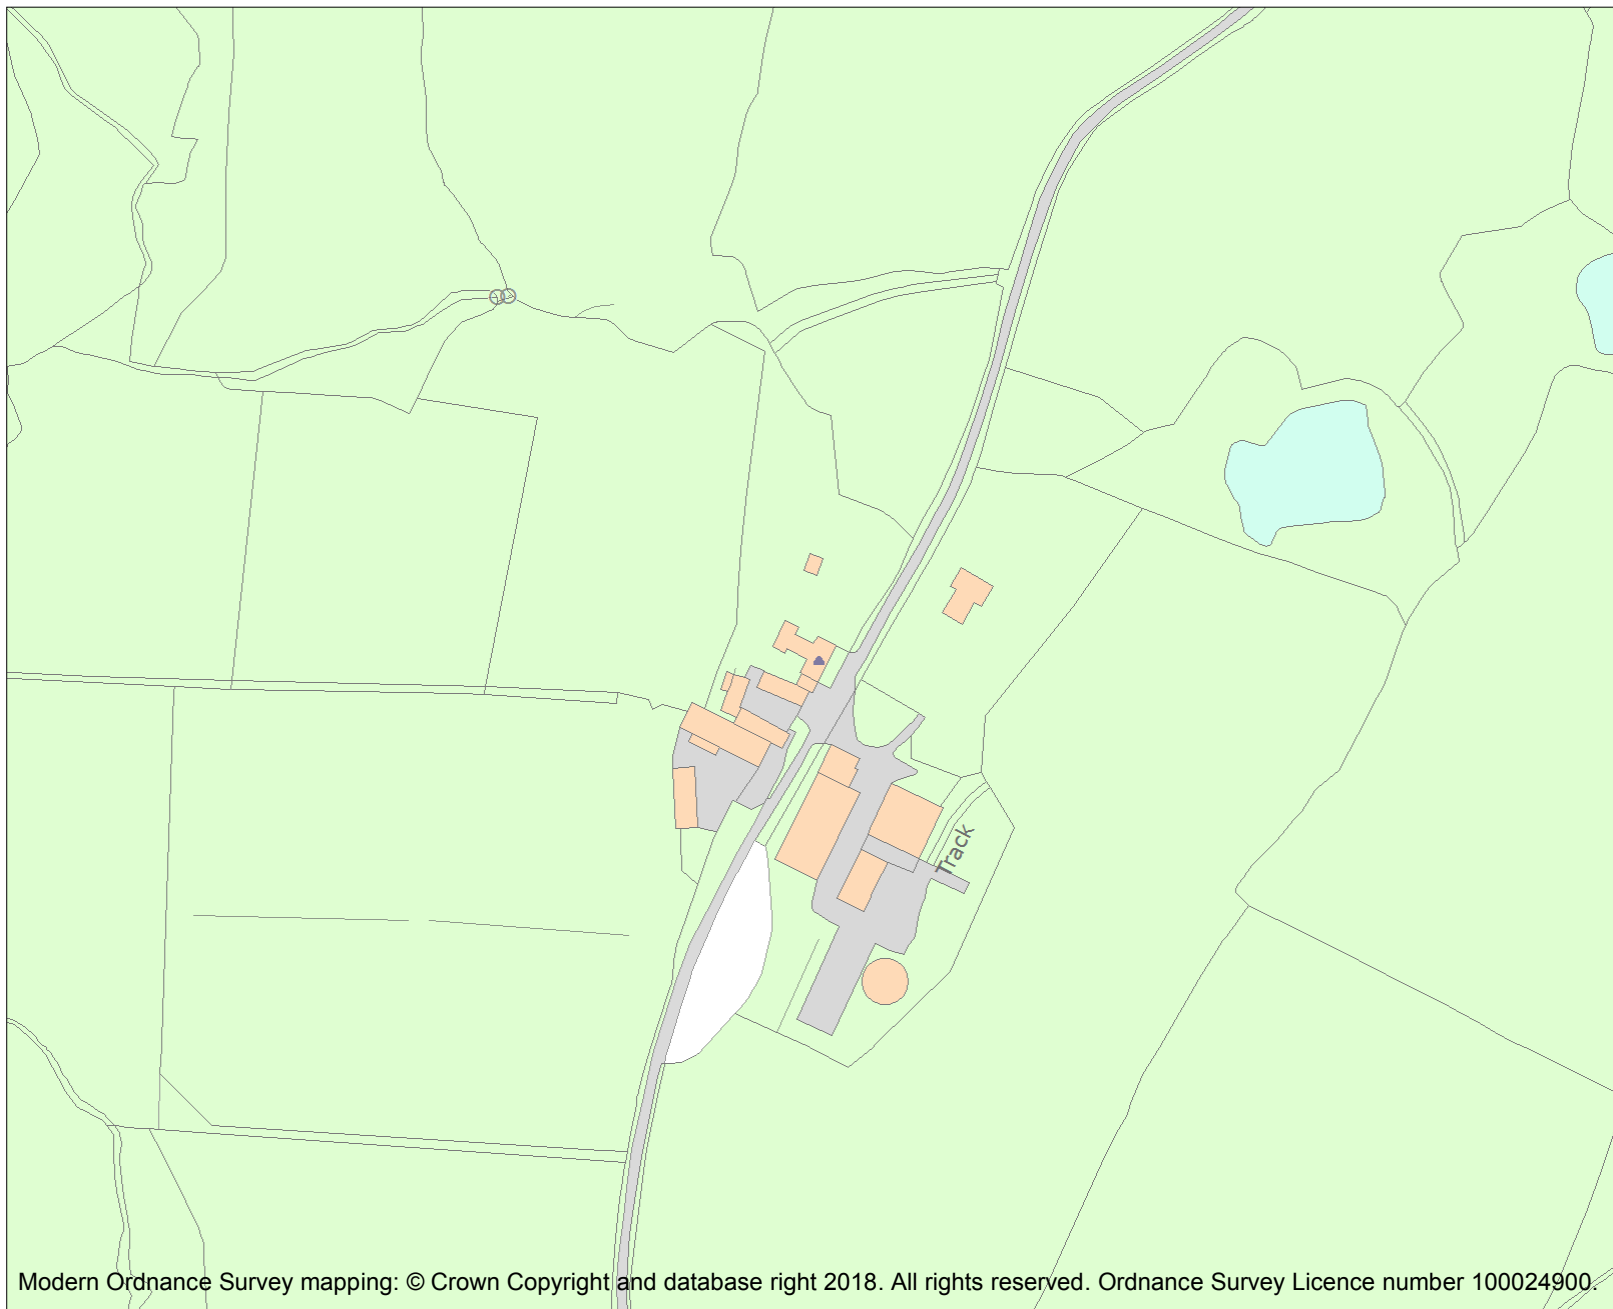 Track
Modern Ordnance Survey mapping: © Crown Copyright and database right 2018. All rights reserved. Ordnance Survey Licence number 100024900.